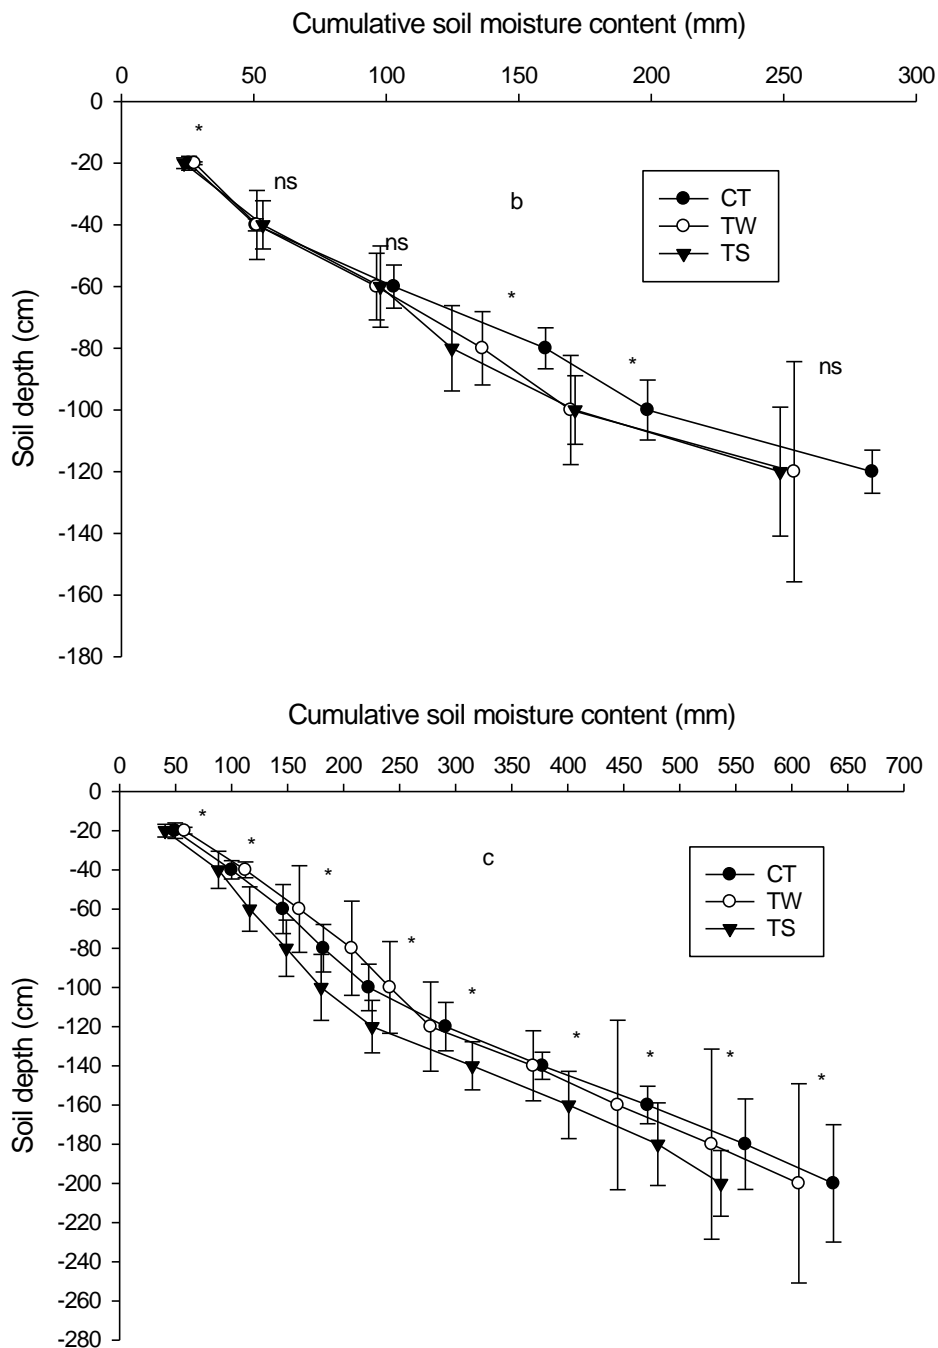 Cumulative soil moisture content (mm)
0 50 100 150 200 250 300
0
-20
-40
-60
-80
-100
-120
-140
-160
-180
Soil depth (cm)
*
ns
ns
*
*
ns
b
CT
TW
TS
Cumulative soil moisture content (mm)
0 50 100 150 200 250 300 350 400 450 500 550 600 650 700
0
-20
-40
-60
-80
-100
-120
-140
-160
-180
-200
-220
-240
-260
-280
Soil depth (cm)
*
*
*
*
*
*
*
*
*
c
CT
TW
TS